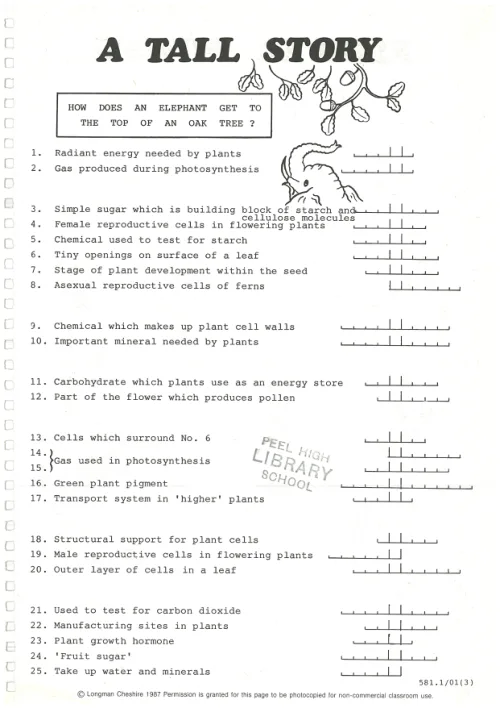 A TALL STORY
HOW DOES AN ELEPHANT GET TO
THE TOP OF AN OAK TREE ?
1. Radiant energy needed by plants
2. Gas produced during photosynthesis
3. Simple sugar which is building block of starch and
cellulose molecules
4. Female reproductive cells in flowering plants
5. Chemical used to test for starch
6. Tiny openings on surface of a leaf
7. Stage of plant development within the seed
8. Asexual reproductive cells of ferns
9. Chemical which makes up plant cell walls
10. Important mineral needed by plants
11. Carbohydrate which plants use as an energy store
12. Part of the flower which produces pollen
13. Cells which surround No. 6
14.
15.
Gas used in photosynthesis
16. Green plant pigment
17. Transport system in 'higher' plants
PEEL HIGH
LIBRARY
SCHOOL
18. Structural support for plant cells
19. Male reproductive cells in flowering plants
20. Outer layer of cells in a leaf
21. Used to test for carbon dioxide
22. Manufacturing sites in plants
23. Plant growth hormone
24. 'Fruit sugar'
25. Take up water and minerals
581.1/01(3)
© Longman Cheshire 1987 Permission is granted for this page to be photocopied for non-commercial classroom use.